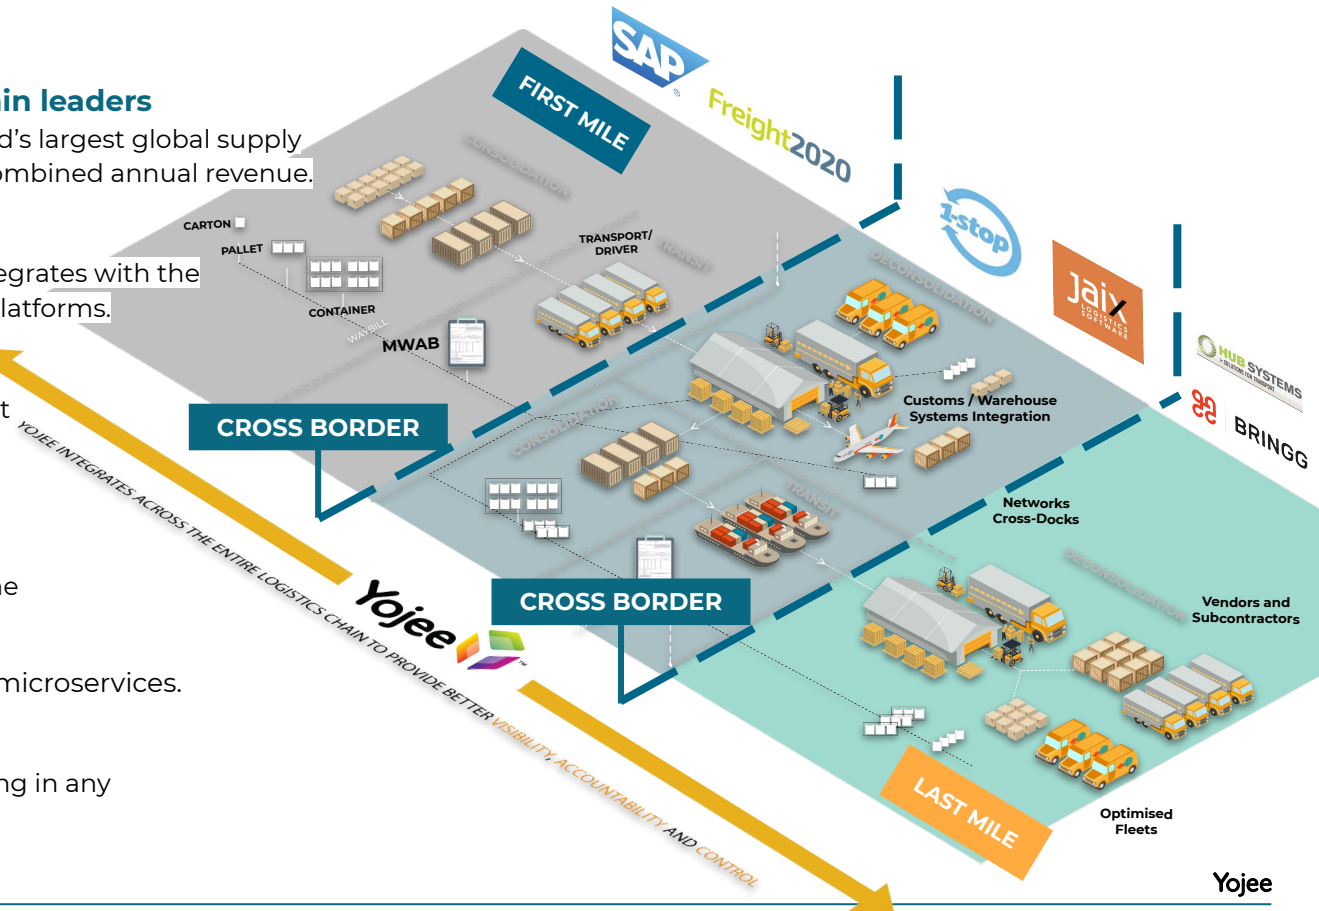 ain leaders
d’s largest global supply
ombined annual revenue.
egrates with the
latforms.
t
ne
microservices.
ng in any
SAP
®
Freight2020
1-stop
Jaix
LOGISTICS
SOFTWARE
HUB SYSTEMS
BRINGG
FIRST MILE
CONSOLIDATION
CARTON
PALLET
CONTAINER
WAYBILL
MWAB
TRANSPORT/
DRIVER
TRANSIT
DECONSOLIDATION
CROSS BORDER
CONSOLIDATION
Customs / Warehouse
Systems Integration
TRANSIT
Networks
Cross-Docks
CROSS BORDER
DECONSOLIDATION
Vendors and
Subcontractors
LAST MILE
Optimised
Fleets
YOJEE INTEGRATES ACROSS THE ENTIRE LOGISTICS CHAIN TO PROVIDE BETTER VISIBILITY, ACCOUNTABILITY AND CONTROL
Yojee
™
Yojee